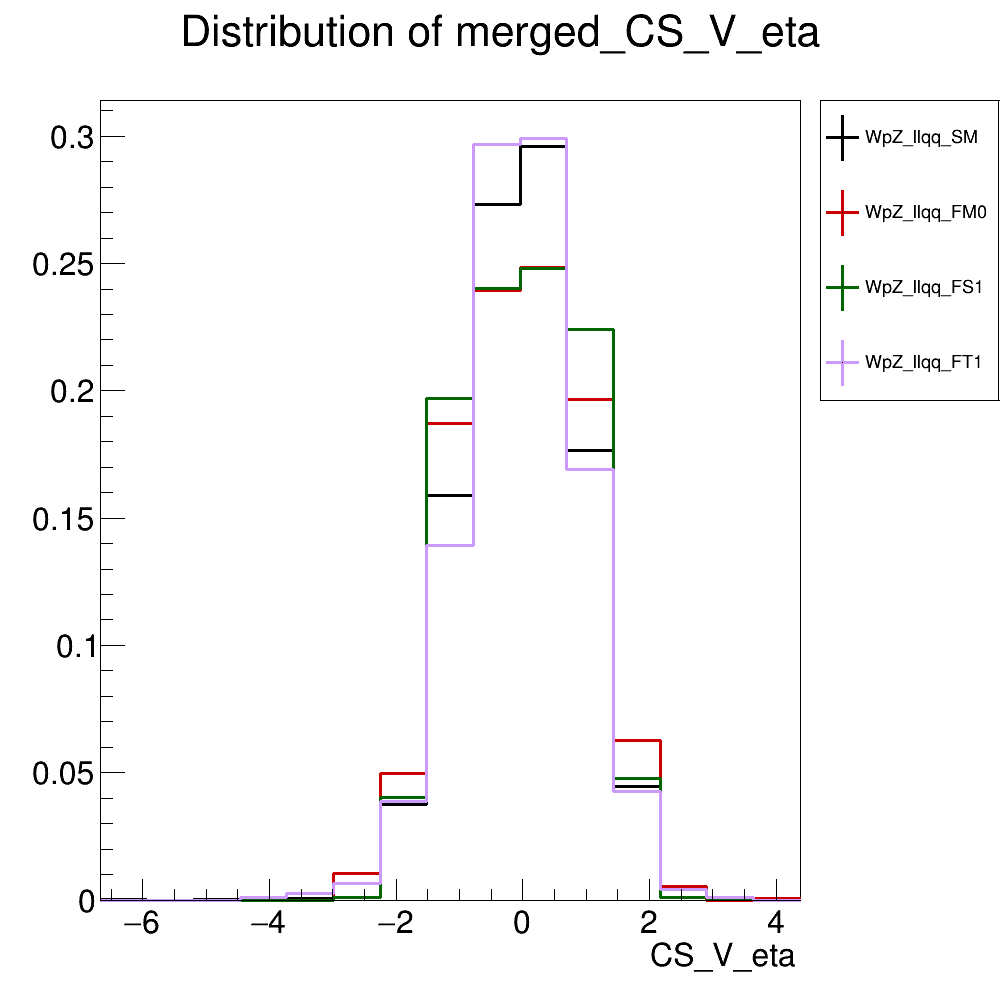 Distribution of merged_CS_V_eta
0.3
0.25
0.2
0.15
0.1
0.05
0
−6 −4 −2 0 2 4
CS_V_eta
WpZ_llqq_SM
WpZ_llqq_FM0
WpZ_llqq_FS1
WpZ_llqq_FT1